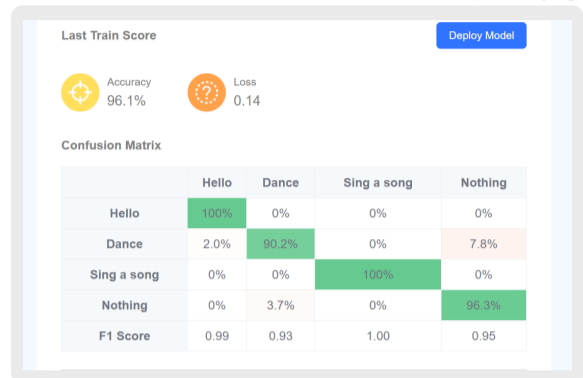 Last Train Score
Deploy Model
Accuracy
96.1%
Loss
0.14
Confusion Matrix
Hello Dance Sing a song Nothing
Hello 100% 0% 0% 0%
Dance 2.0% 90.2% 0% 7.8%
Sing a song 0% 0% 100% 0%
Nothing 0% 3.7% 0% 96.3%
F1 Score 0.99 0.93 1.00 0.95